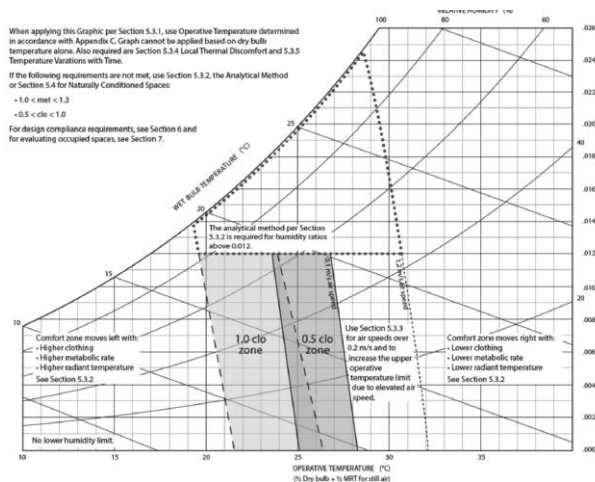 RELATIVE HUMIDITY (%)
100
80
60
When applying this Graphic per Section 5.3.1, use Operative Temperature determined
in accordance with Appendix C. Graph cannot be applied based on dry bulb
temperature alone. Also required are Section 5.3.4 Local Thermal Discomfort and 5.3.5
Temperature Varations with Time.
If the following requirements are not met, use Section 5.3.2, the Analytical Method
or Section 5.4 for Naturally Conditioned Spaces:
• 1.0 < met < 1.3
• 0.5 < clo < 1.0
For design compliance requirements, see Section 6 and
for evaluating occupied spaces, see Section 7.
.026
.024
.022
.020
.018
.016
.014
.012
.010
.008
.006
.004
.002
.000
40
20
WET BULB TEMPERATURE (°C)
25
20
15
10
The analytical method per Section
5.3.2 is required for humidity ratios
above 0.012.
0.1 m/s air speed
1.2 m/s air speed
Comfort zone moves left with:
• Higher clothing
• Higher metabolic rate
• Higher radiant temperature
See Section 5.3.2
1.0 clo
zone
0.5 clo
zone
Use Section 5.3.3
for air speeds over
0.2 m/s and to
increase the upper
operative
temperature limit
due to elevated air
speed.
Comfort zone moves right with:
• Lower clothing
• Lower metabolic rate
• Lower radiant temperature
See Section 5.3.2
No lower humidity limit.
10
15
20
25
30
35
OPERATIVE TEMPERATURE (°C)
(½ Dry bulb + ½ MRT for still air)